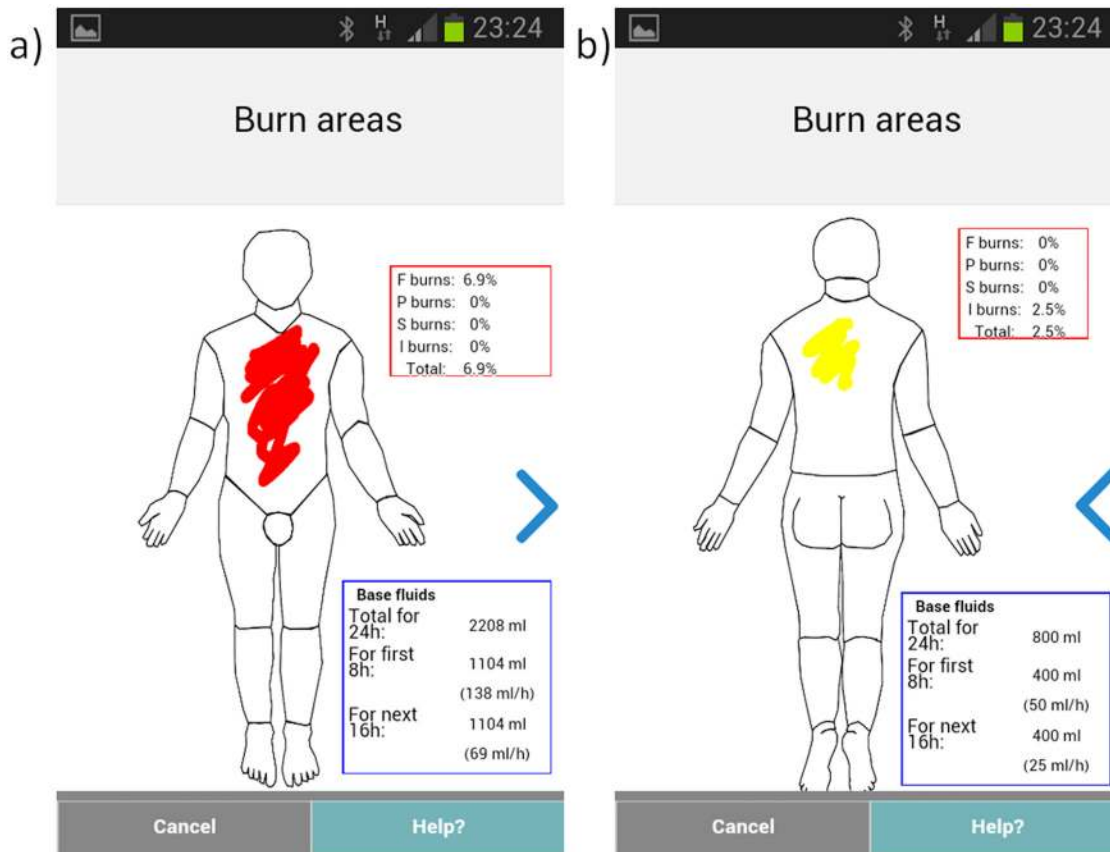 a)
H 23:24
Burn areas
F burns: 6.9%
P burns: 0%
S burns: 0%
I burns: 0%
Total: 6.9%
Base fluids
Total for
24h: 2208 ml
For first
8h: 1104 ml
(138 ml/h)
For next
16h: 1104 ml
(69 ml/h)
Cancel Help?
b)
H 23:24
Burn areas
F burns: 0%
P burns: 0%
S burns: 0%
I burns: 2.5%
Total: 2.5%
Base fluids
Total for
24h: 800 ml
For first
8h: 400 ml
(50 ml/h)
For next
16h: 400 ml
(25 ml/h)
Cancel Help?